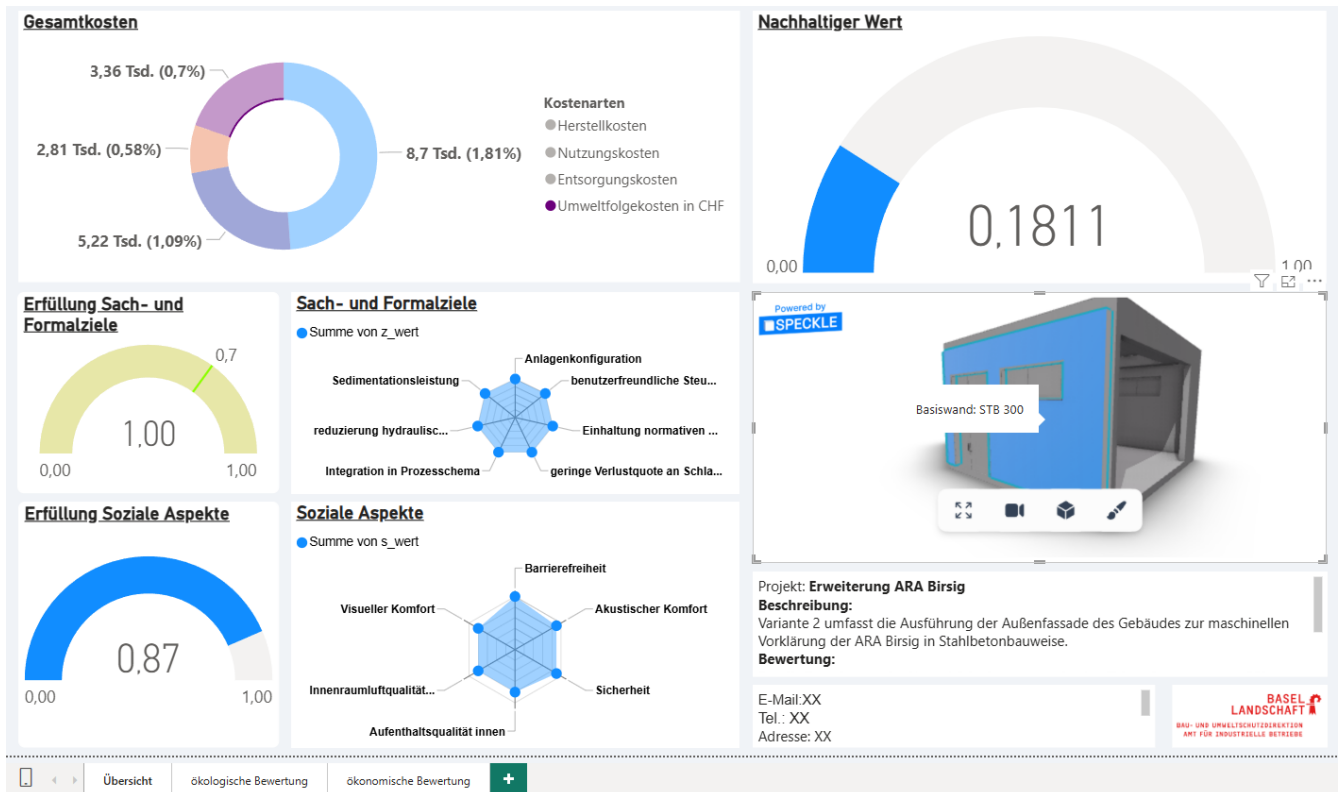 Gesamtkosten
3,36 Tsd. (0,7%)
2,81 Tsd. (0,58%)
5,22 Tsd. (1,09%)
8,7 Tsd. (1,81%)
Kostenarten
Herstellkosten
Nutzungskosten
Entsorgungskosten
Umweltfolgekosten in CHF
Nachhaltiger Wert
0,1811
0,00
1,00
Erfüllung Sach- und
Formalziele
0,7
1,00
0,00
1,00
Sach- und Formalziele
Summe von z_wert
Anlagenkonfiguration
Sedimentationsleistung
benutzerfreundliche Steu...
reduzierung hydraulisc...
Einhaltung normativen ...
Integration in Prozesschema
geringe Verlustquote an Schla...
Powered by
SPECKLE
Basiswand: STB 300
Erfüllung Soziale Aspekte
0,87
0,00
1,00
Soziale Aspekte
Summe von s_wert
Barrierefreiheit
Visueller Komfort
Akustischer Komfort
Innenraumluftqualität...
Sicherheit
Aufenthaltsqualität innen
Projekt: Erweiterung ARA Birsig
Beschreibung:
Variante 2 umfasst die Ausführung der Außenfassade des Gebäudes zur maschinellen
Vorklärung der ARA Birsig in Stahlbetonbauweise.
Bewertung:
E-Mail:XX
Tel.: XX
Adresse: XX
BASEL
LANDSCHAFT
BAU- UND UMWELTSCHUTZDIREKTION
AMT FÜR INDUSTRIELLE BETRIEBE
Übersicht
ökologische Bewertung
ökonomische Bewertung
+